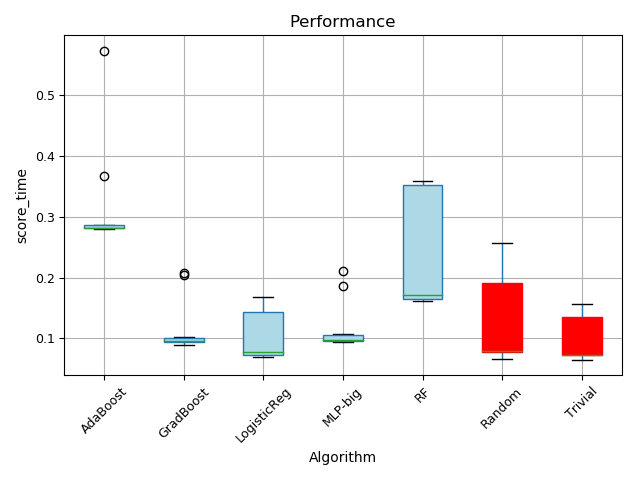 Performance
score_time
0.5
0.4
0.3
0.2
0.1
AdaBoost
GradBoost
LogisticReg
MLP-big
RF
Random
Trivial
Algorithm